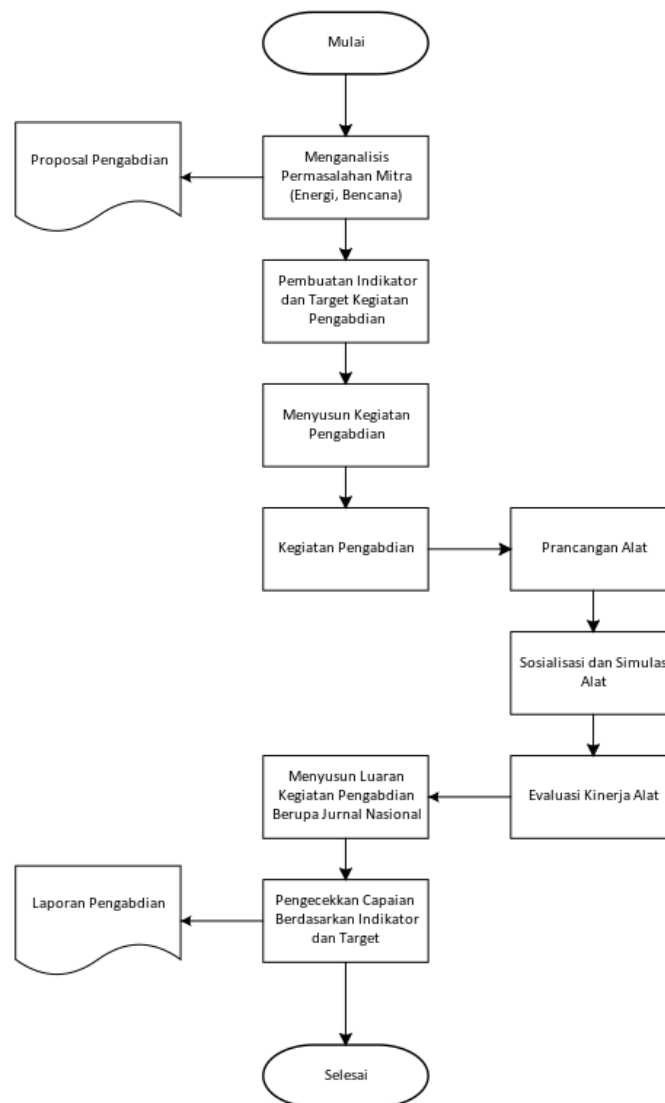 Mulai
Proposal Pengabdian
Menganalisis
Permasalahan Mitra
(Energi, Bencana)
Pembuatan Indikator
dan Target Kegiatan
Pengabdian
Menyusun Kegiatan
Pengabdian
Kegiatan Pengabdian
Prancangan Alat
Sosialisasi dan Simulas
Alat
Evaluasi Kinerja Alat
Menyusun Luaran
Kegiatan Pengabdian
Berupa Jurnal Nasional
Laporan Pengabdian
Pengecekkan Capaian
Berdasarkan Indikator
dan Target
Selesai